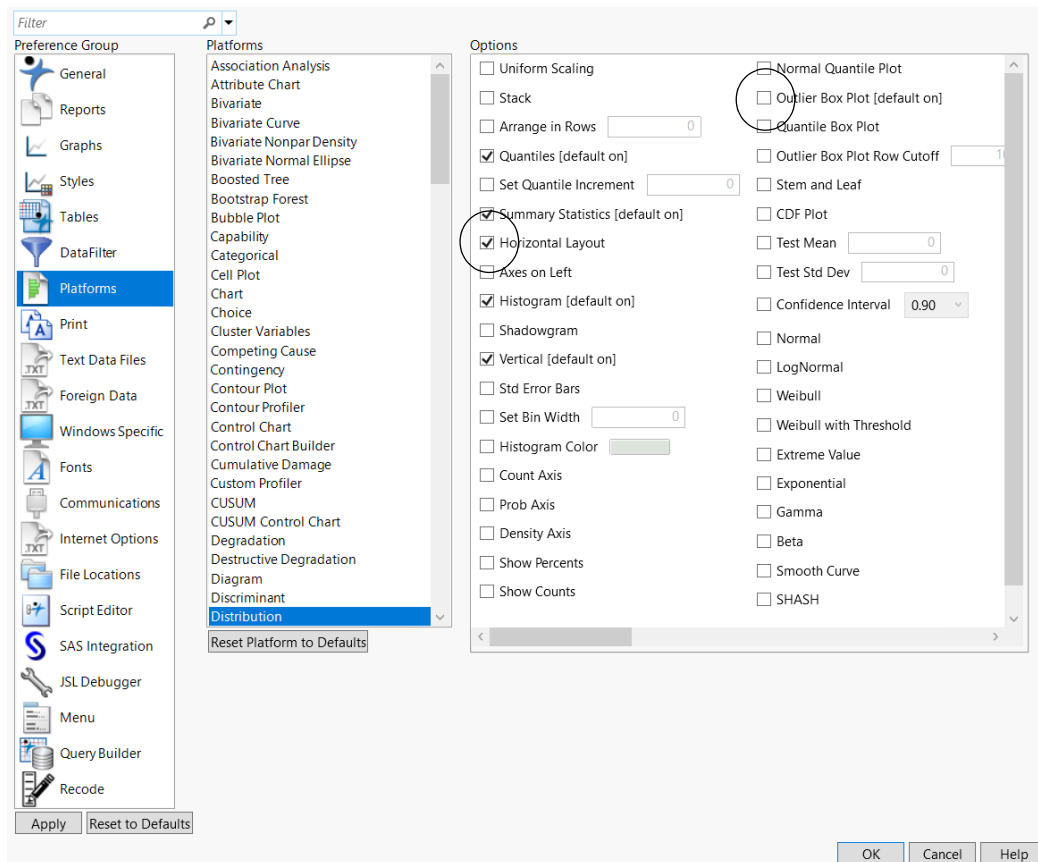 Filter
Preference Group
General
Reports
Graphs
Styles
Tables
DataFilter
Platforms
Print
Text Data Files
Foreign Data
Windows Specific
Fonts
Communications
Internet Options
File Locations
Script Editor
SAS Integration
JSL Debugger
Menu
Query Builder
Recode
Apply
Reset to Defaults
Platforms
Association Analysis
Attribute Chart
Bivariate
Bivariate Curve
Bivariate Nonpar Density
Bivariate Normal Ellipse
Boosted Tree
Bootstrap Forest
Bubble Plot
Capability
Categorical
Cell Plot
Chart
Choice
Cluster Variables
Competing Cause
Contingency
Contour Plot
Contour Profiler
Control Chart
Control Chart Builder
Cumulative Damage
Custom Profiler
CUSUM
CUSUM Control Chart
Degradation
Destructive Degradation
Diagram
Discriminant
Distribution
Reset Platform to Defaults
Options
Uniform Scaling
Stack
Arrange in Rows 0
Quantiles [default on]
Set Quantile Increment 0
Summary Statistics [default on]
Horizontal Layout
Axes on Left
Histogram [default on]
Shadowgram
Vertical [default on]
Std Error Bars
Set Bin Width 0
Histogram Color
Count Axis
Prob Axis
Density Axis
Show Percents
Show Counts
Normal Quantile Plot
Outlier Box Plot [default on]
Quantile Box Plot
Outlier Box Plot Row Cutoff
Stem and Leaf
CDF Plot
Test Mean 0
Test Std Dev 0
Confidence Interval 0.90
Normal
LogNormal
Weibull
Weibull with Threshold
Extreme Value
Exponential
Gamma
Beta
Smooth Curve
SHASH
OK
Cancel
Help